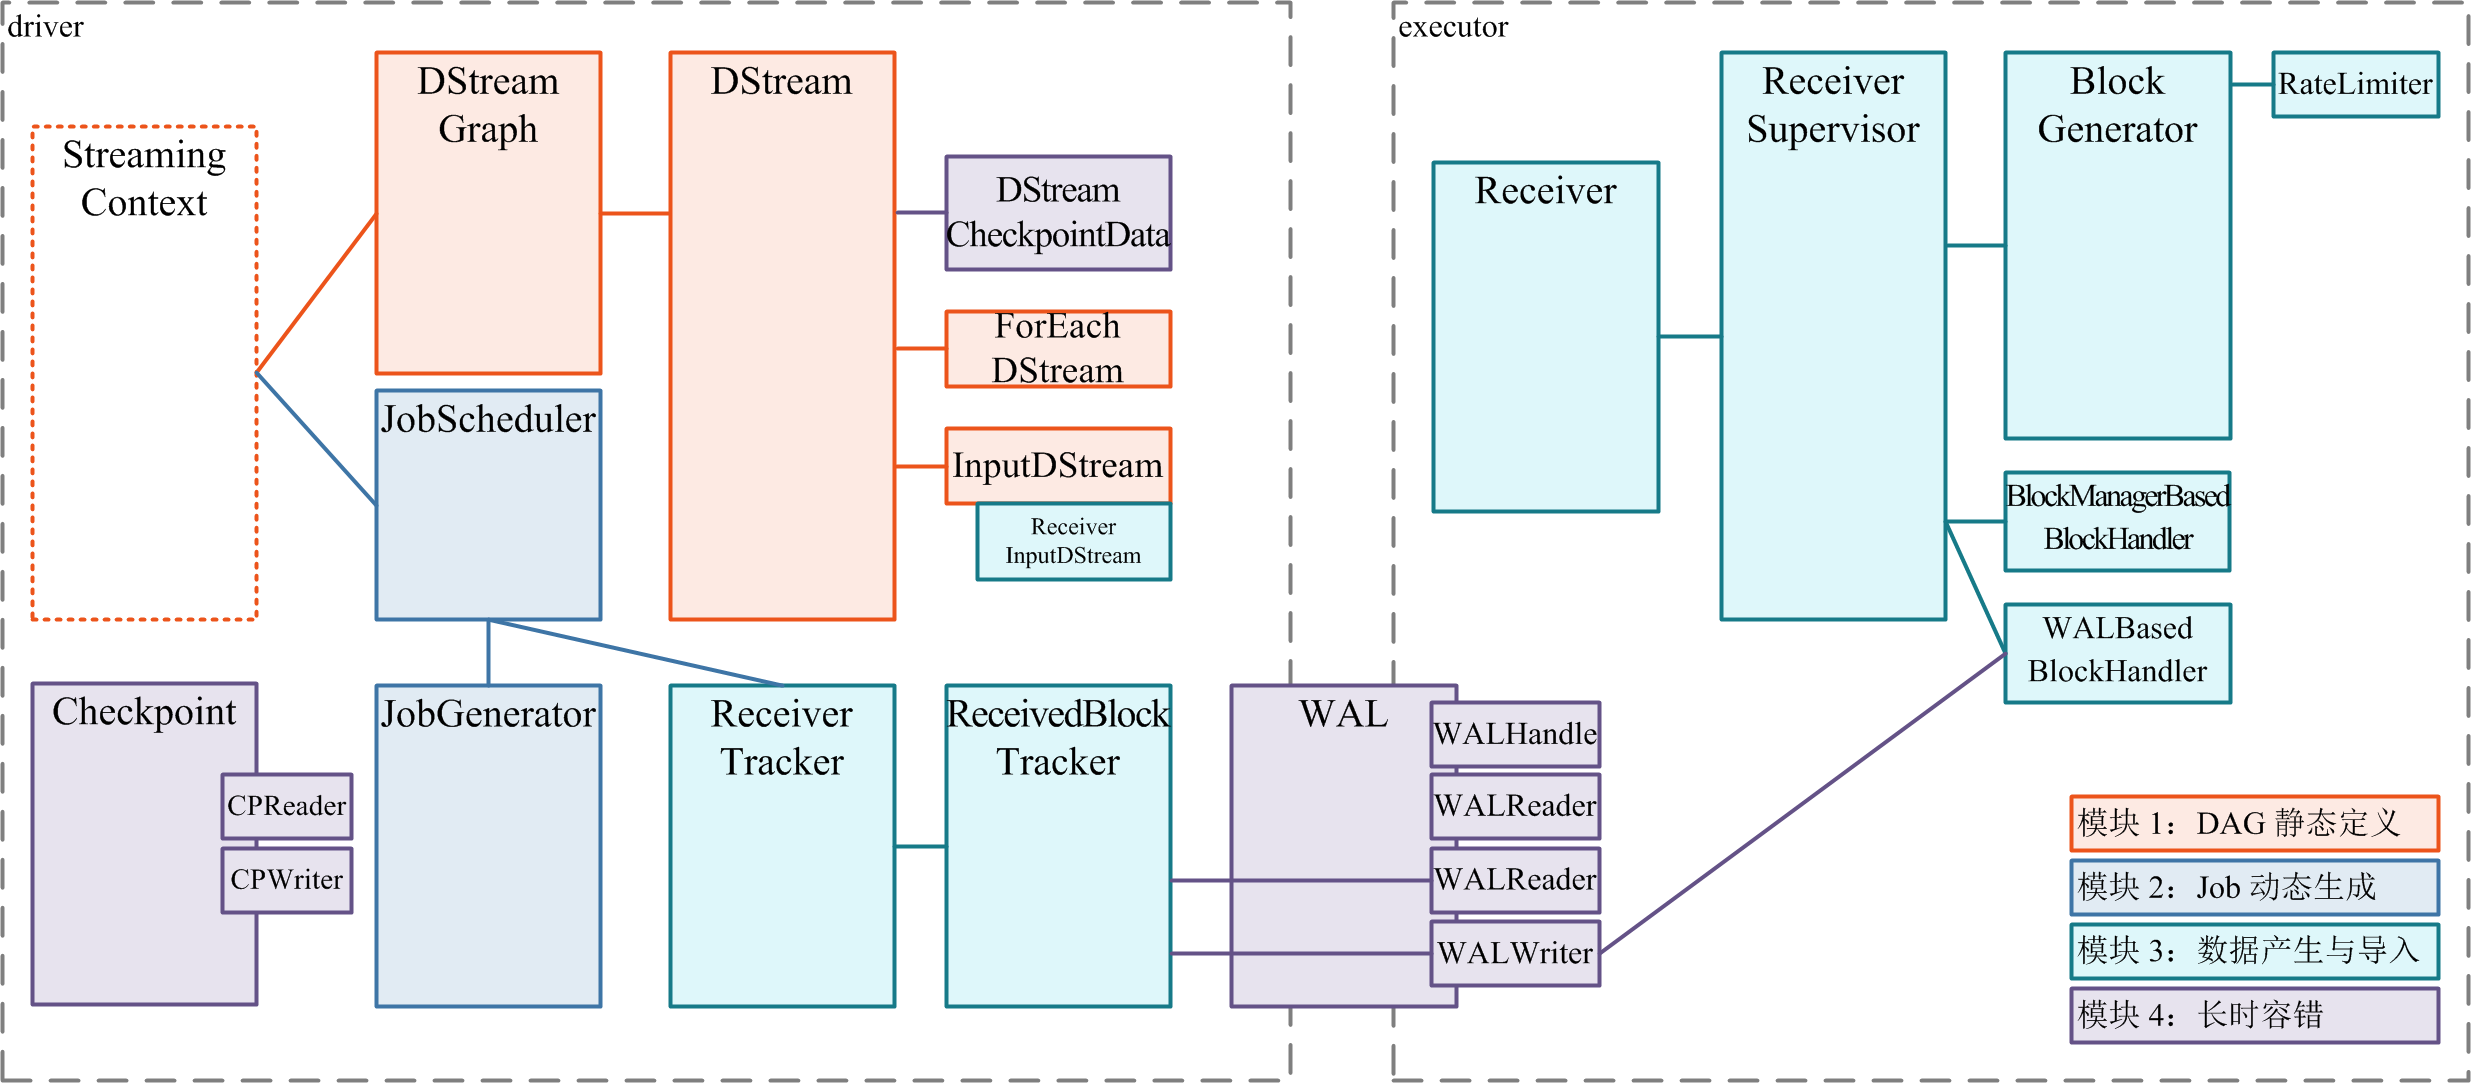 driver
Streaming
Context
DStream
Graph
DStream
DStream
CheckpointData
ForEach
DStream
InputDStream
Receiver
InputDStream
JobScheduler
Checkpoint
CPReader
CPWriter
JobGenerator
Receiver
Tracker
ReceivedBlock
Tracker
WAL
WALHandle
WALReader
WALReader
WALWriter
executor
Receiver
Receiver
Supervisor
Block
Generator
RateLimiter
BlockManagerBased
BlockHandler
WALBased
BlockHandler
模块 1：DAG 静态定义
模块 2：Job 动态生成
模块 3：数据产生与导入
模块 4：长时容错